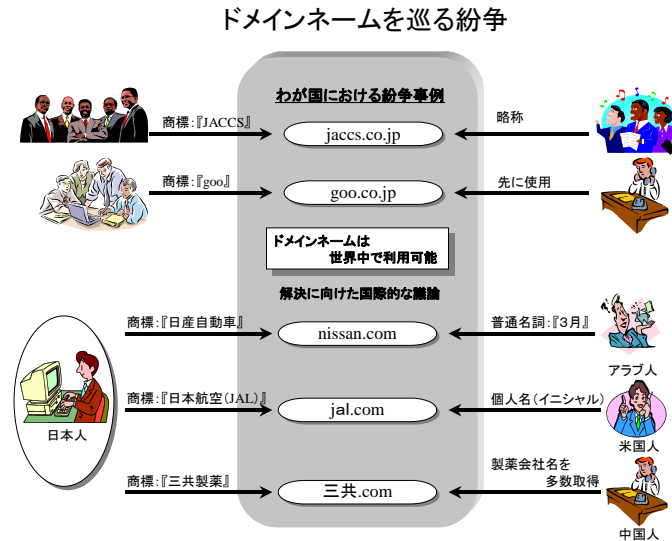 ドメインネームを巡る紛争
わが国における紛争事例
商標:『JACCS』
jaccs.co.jp
略称
商標:『goo』
goo.co.jp
先に使用
ドメインネームは
世界中で利用可能
解決に向けた国際的な議論
商標:『日産自動車』
nissan.com
普通名詞:『3月』
アラブ人
商標:『日本航空(JAL)』
jal.com
個人名(イニシャル)
日本人
米国人
商標:『三共製薬』
三共.com
製薬会社名を
多数取得
中国人